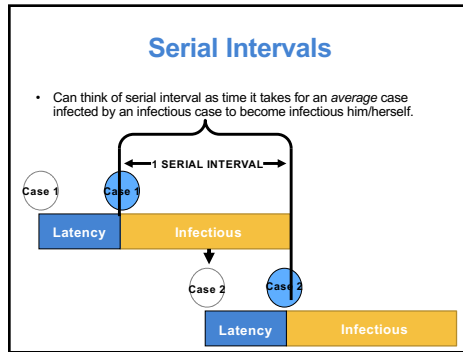 Serial Intervals
• Can think of serial interval as time it takes for an average case
infected by an infectious case to become infectious him/herself.
1 SERIAL INTERVAL
Case 1
Case 1
Latency
Infectious
Case 2
Case 2
Latency
Infectious